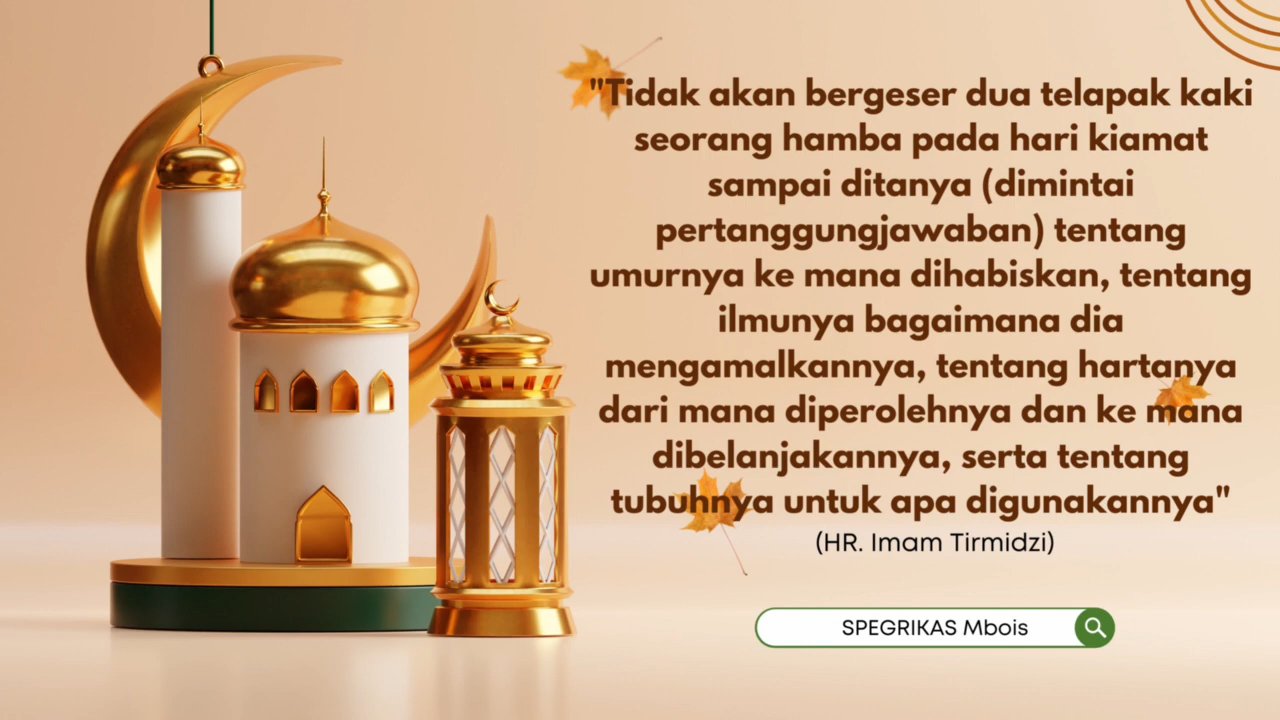 "Tidak akan bergeser dua telapak kaki
seorang hamba pada hari kiamat
sampai ditanya (dimintai
pertanggungjawaban) tentang
umurnya ke mana dihabiskan, tentang
ilmunya bagaimana dia
mengamalkannya, tentang hartanya
dari mana diperolehnya dan ke mana
dibelanjakannya, serta tentang
tubuhnya untuk apa digunakannya"
(HR. Imam Tirmidzi)
SPEGRIKAS Mbois